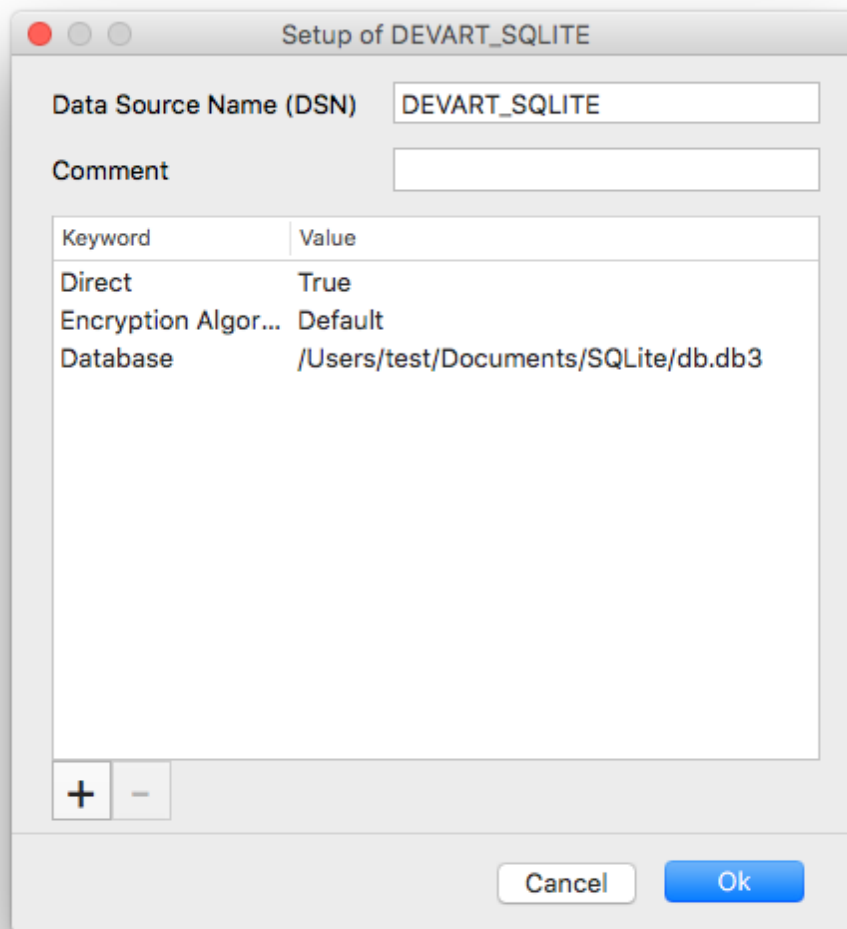 Setup of DEVART_SQLITE
Data Source Name (DSN) DEVART_SQLITE
Comment
Keyword Value
Direct True
Encryption Algor... Default
Database /Users/test/Documents/SQLite/db.db3
+ -
Cancel Ok